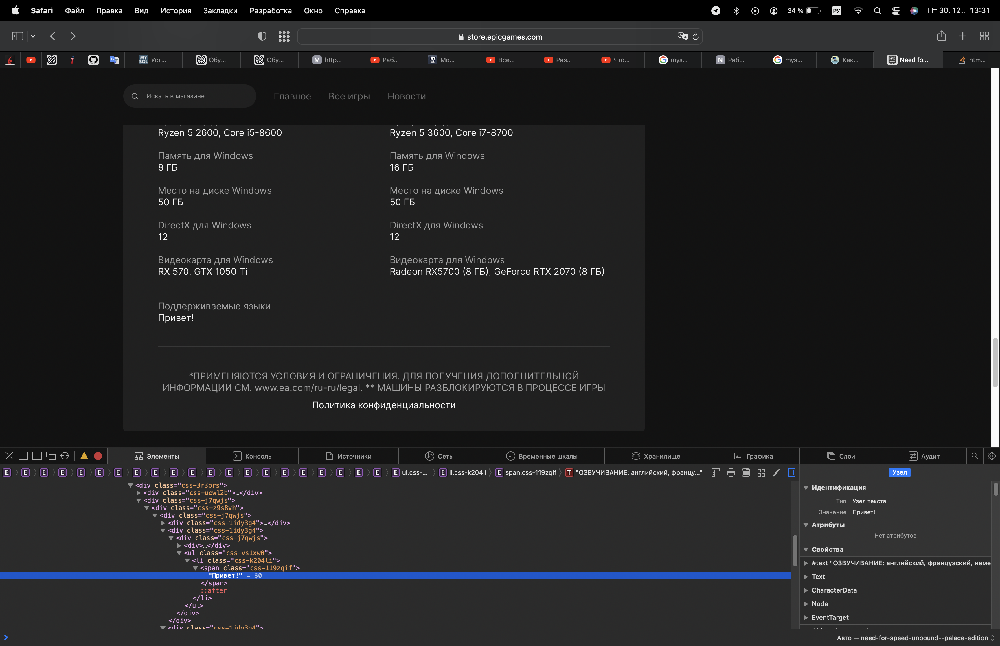 Safari Файл Правка Вид История Закладки Разработка Окно Справка 34 % РУ Пт 30. 12., 13:31
store.epicgames.com
MY SQL Уст... Обу... Обу... M http... Раб... Мо... Все... Раз... Что... mys... N Раб... mys... Как... Need fo... htm...
Искать в магазине Главное Все игры Новости
Ryzen 5 2600, Core i5-8600
Память для Windows
8 ГБ
Место на диске Windows
50 ГБ
DirectX для Windows
12
Видеокарта для Windows
RX 570, GTX 1050 Ti
Ryzen 5 3600, Core i7-8700
Память для Windows
16 ГБ
Место на диске Windows
50 ГБ
DirectX для Windows
12
Видеокарта для Windows
Radeon RX5700 (8 ГБ), GeForce RTX 2070 (8 ГБ)
Поддерживаемые языки
Привет!
*ПРИМЕНЯЮТСЯ УСЛОВИЯ И ОГРАНИЧЕНИЯ. ДЛЯ ПОЛУЧЕНИЯ ДОПОЛНИТЕЛЬНОЙ
ИНФОРМАЦИИ СМ. www.ea.com/ru-ru/legal. ** МАШИНЫ РАЗБЛОКИРУЮТСЯ В ПРОЦЕССЕ ИГРЫ
Политика конфиденциальности
Элементы Консоль Источники Сеть Временные шкалы Хранилище Графика Слои Аудит
E E E E E E E E E E E E E E E E E E E E E E ul.css-... E li.css-k204li E span.css-119zqif T "ОЗВУЧИВАНИЕ: английский, францу..." Узел
<div class="css-3r3brs">
<div class="css-uewl2b">…</div>
<div class="css-j7qwjs">
<div class="css-z9s8vh">
<div class="css-j7qwjs">
<div class="css-1idy3g4">…</div>
<div class="css-1idy3g4">
<div class="css-j7qwjs">
<div>…</div>
<ul class="css-vs1xw0">
<li class="css-k204li">
<span class="css-119zqif">
"Привет!" = $0
</span>
::after
</li>
</ul>
</div>
</div>
<div class="css-1idy3g4">
Идентификация
Тип Узел текста
Значение Привет!
Атрибуты
Нет атрибутов
Свойства
#text "ОЗВУЧИВАНИЕ: английский, французский, неме
Text
CharacterData
Node
EventTarget
Авто — need-for-speed-unbound--palace-edition